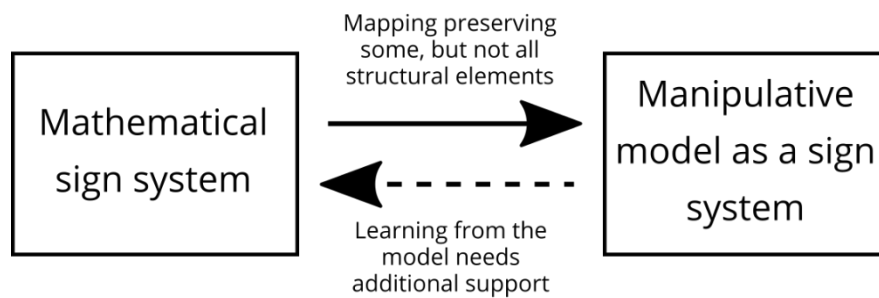 Mathematical
sign system
Mapping preserving
some, but not all
structural elements
Learning from the
model needs
additional support
Manipulative
model as a sign
system